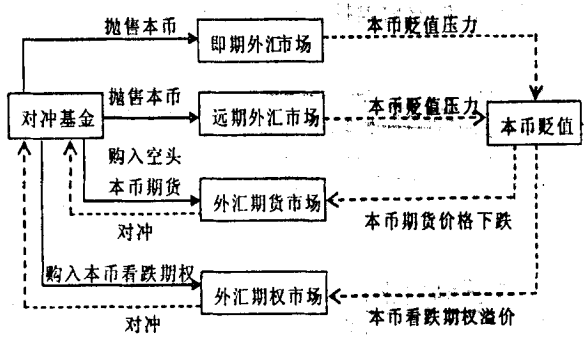 抛售本币
即期外汇市场
本币贬值压力
对冲基金
抛售本币
远期外汇市场
本币贬值压力
本币贬值
购入空头
本币期货
外汇期货市场
本币期货价格下跌
对冲
购入本币看跌期权
外汇期权市场
本币看跌期权溢价
对冲